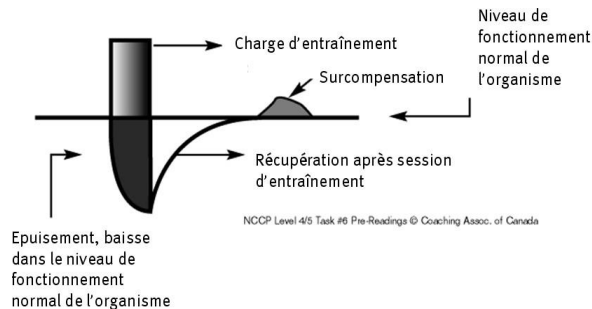 Charge d'entraînement
Surcompensation
Niveau de
fonctionnement
normal de
l'organisme
Récupération après session
d'entraînement
NCCP Level 4/5 Task #6 Pre-Readings © Coaching Assoc. of Canada
Epuisement, baisse
dans le niveau de
fonctionnement
normal de l'organisme